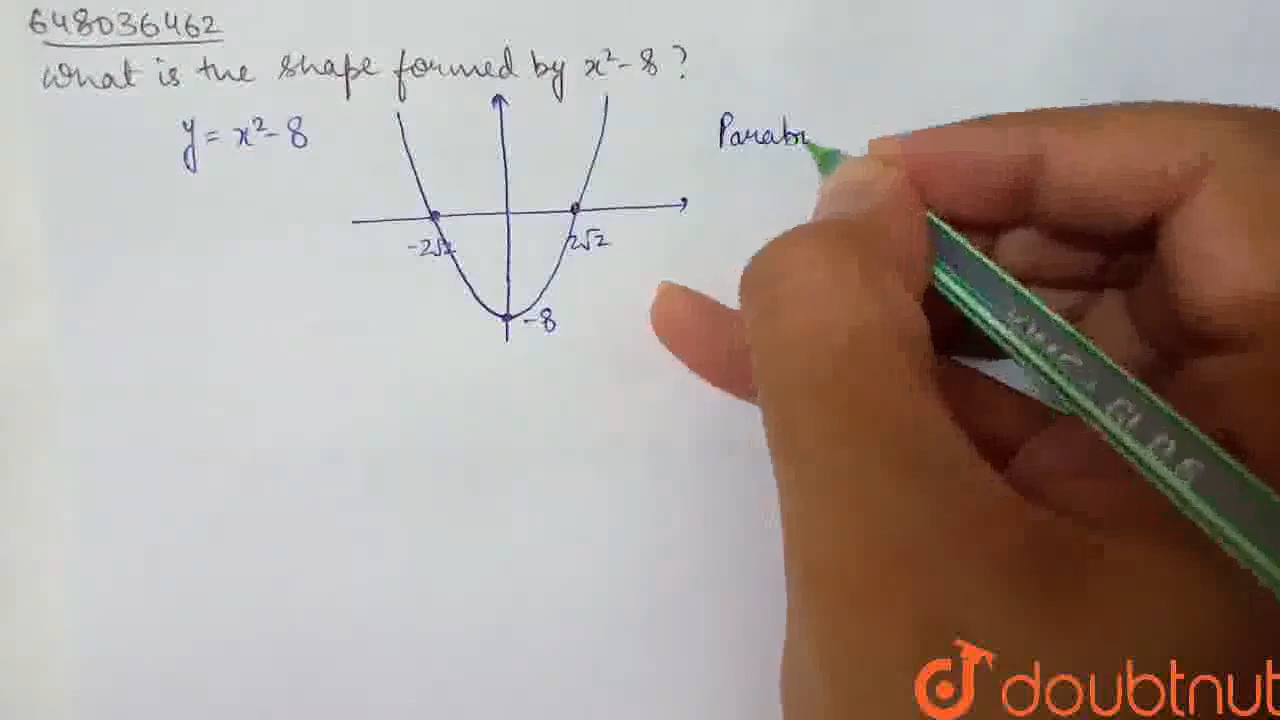 648036462
What is the shape formed by x²-8 ?
y = x²-8
Parab
-2√2
2√2
-8
doubtnut